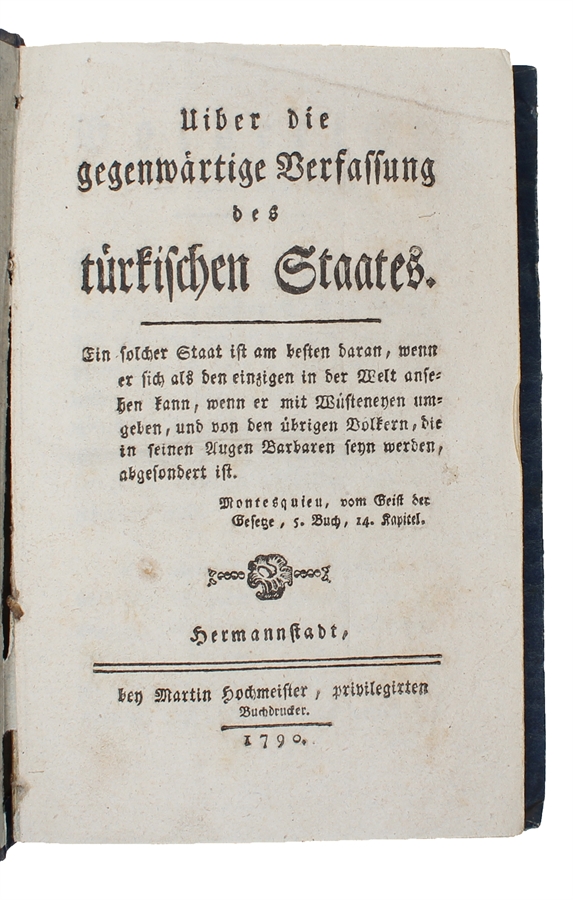 Uiber die
gegenwärtige Verfassung
des
türkischen Staates.
Ein solcher Staat ist am besten daran, wenn
er sich als den einzigen in der Welt anse-
hen kann, wenn er mit Wüsteneyen um-
geben, und von den übrigen Völkern, die
in seinen Augen Barbaren seyn werden,
abgesondert ist.
Montesquieu, vom Geist der
Gesetze, 5. Buch, 14. Kapitel.
Hermannstadt,
bey Martin Hochmeister, privilegirten
Buchdrucker.
1790.